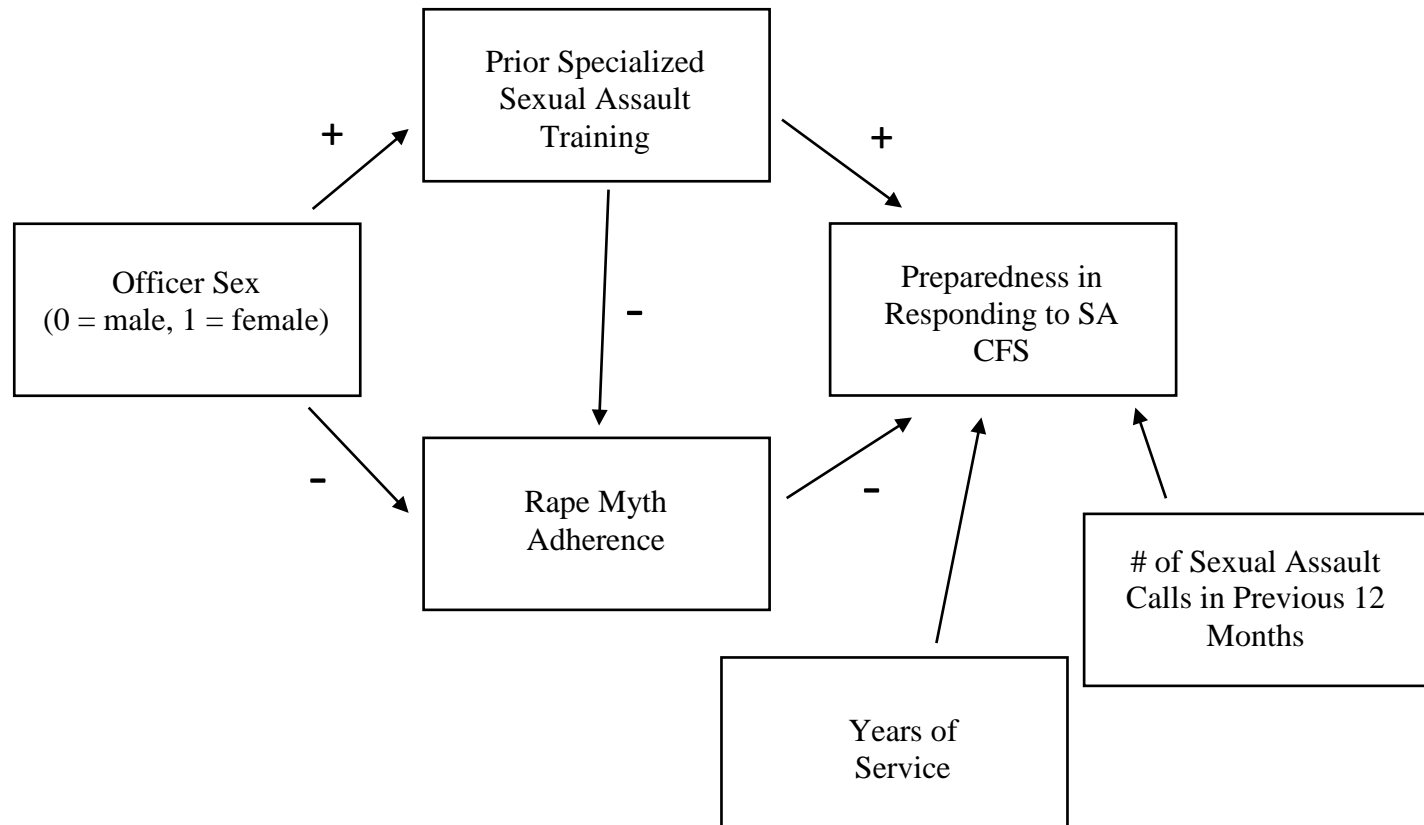 Prior Specialized
Sexual Assault
Training
+
+
Officer Sex
(0 = male, 1 = female)
Preparedness in
Responding to SA
CFS
-
-
Rape Myth
Adherence
-
# of Sexual Assault
Calls in Previous 12
Months
Years of
Service